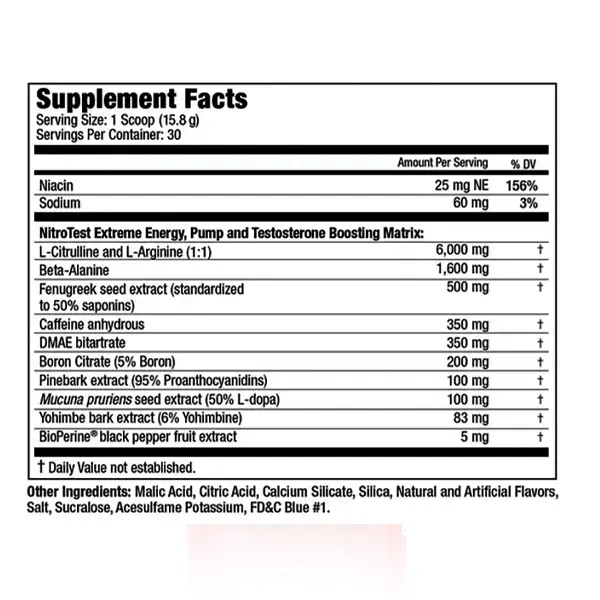 Supplement Facts
Serving Size: 1 Scoop (15.8 g)
Servings Per Container: 30
Amount Per Serving % DV
Niacin 25 mg NE 156%
Sodium 60 mg 3%
NitroTest Extreme Energy, Pump and Testosterone Boosting Matrix:
L-Citrulline and L-Arginine (1:1) 6,000 mg †
Beta-Alanine 1,600 mg †
Fenugreek seed extract (standardized 500 mg †
to 50% saponins)
Caffeine anhydrous 350 mg †
DMAE bitartrate 350 mg †
Boron Citrate (5% Boron) 200 mg †
Pinebark extract (95% Proanthocyanidins) 100 mg †
Mucuna pruriens seed extract (50% L-dopa) 100 mg †
Yohimbe bark extract (6% Yohimbine) 83 mg †
BioPerine® black pepper fruit extract 5 mg †
† Daily Value not established.
Other Ingredients: Malic Acid, Citric Acid, Calcium Silicate, Silica, Natural and Artificial Flavors,
Salt, Sucralose, Acesulfame Potassium, FD&C Blue #1.